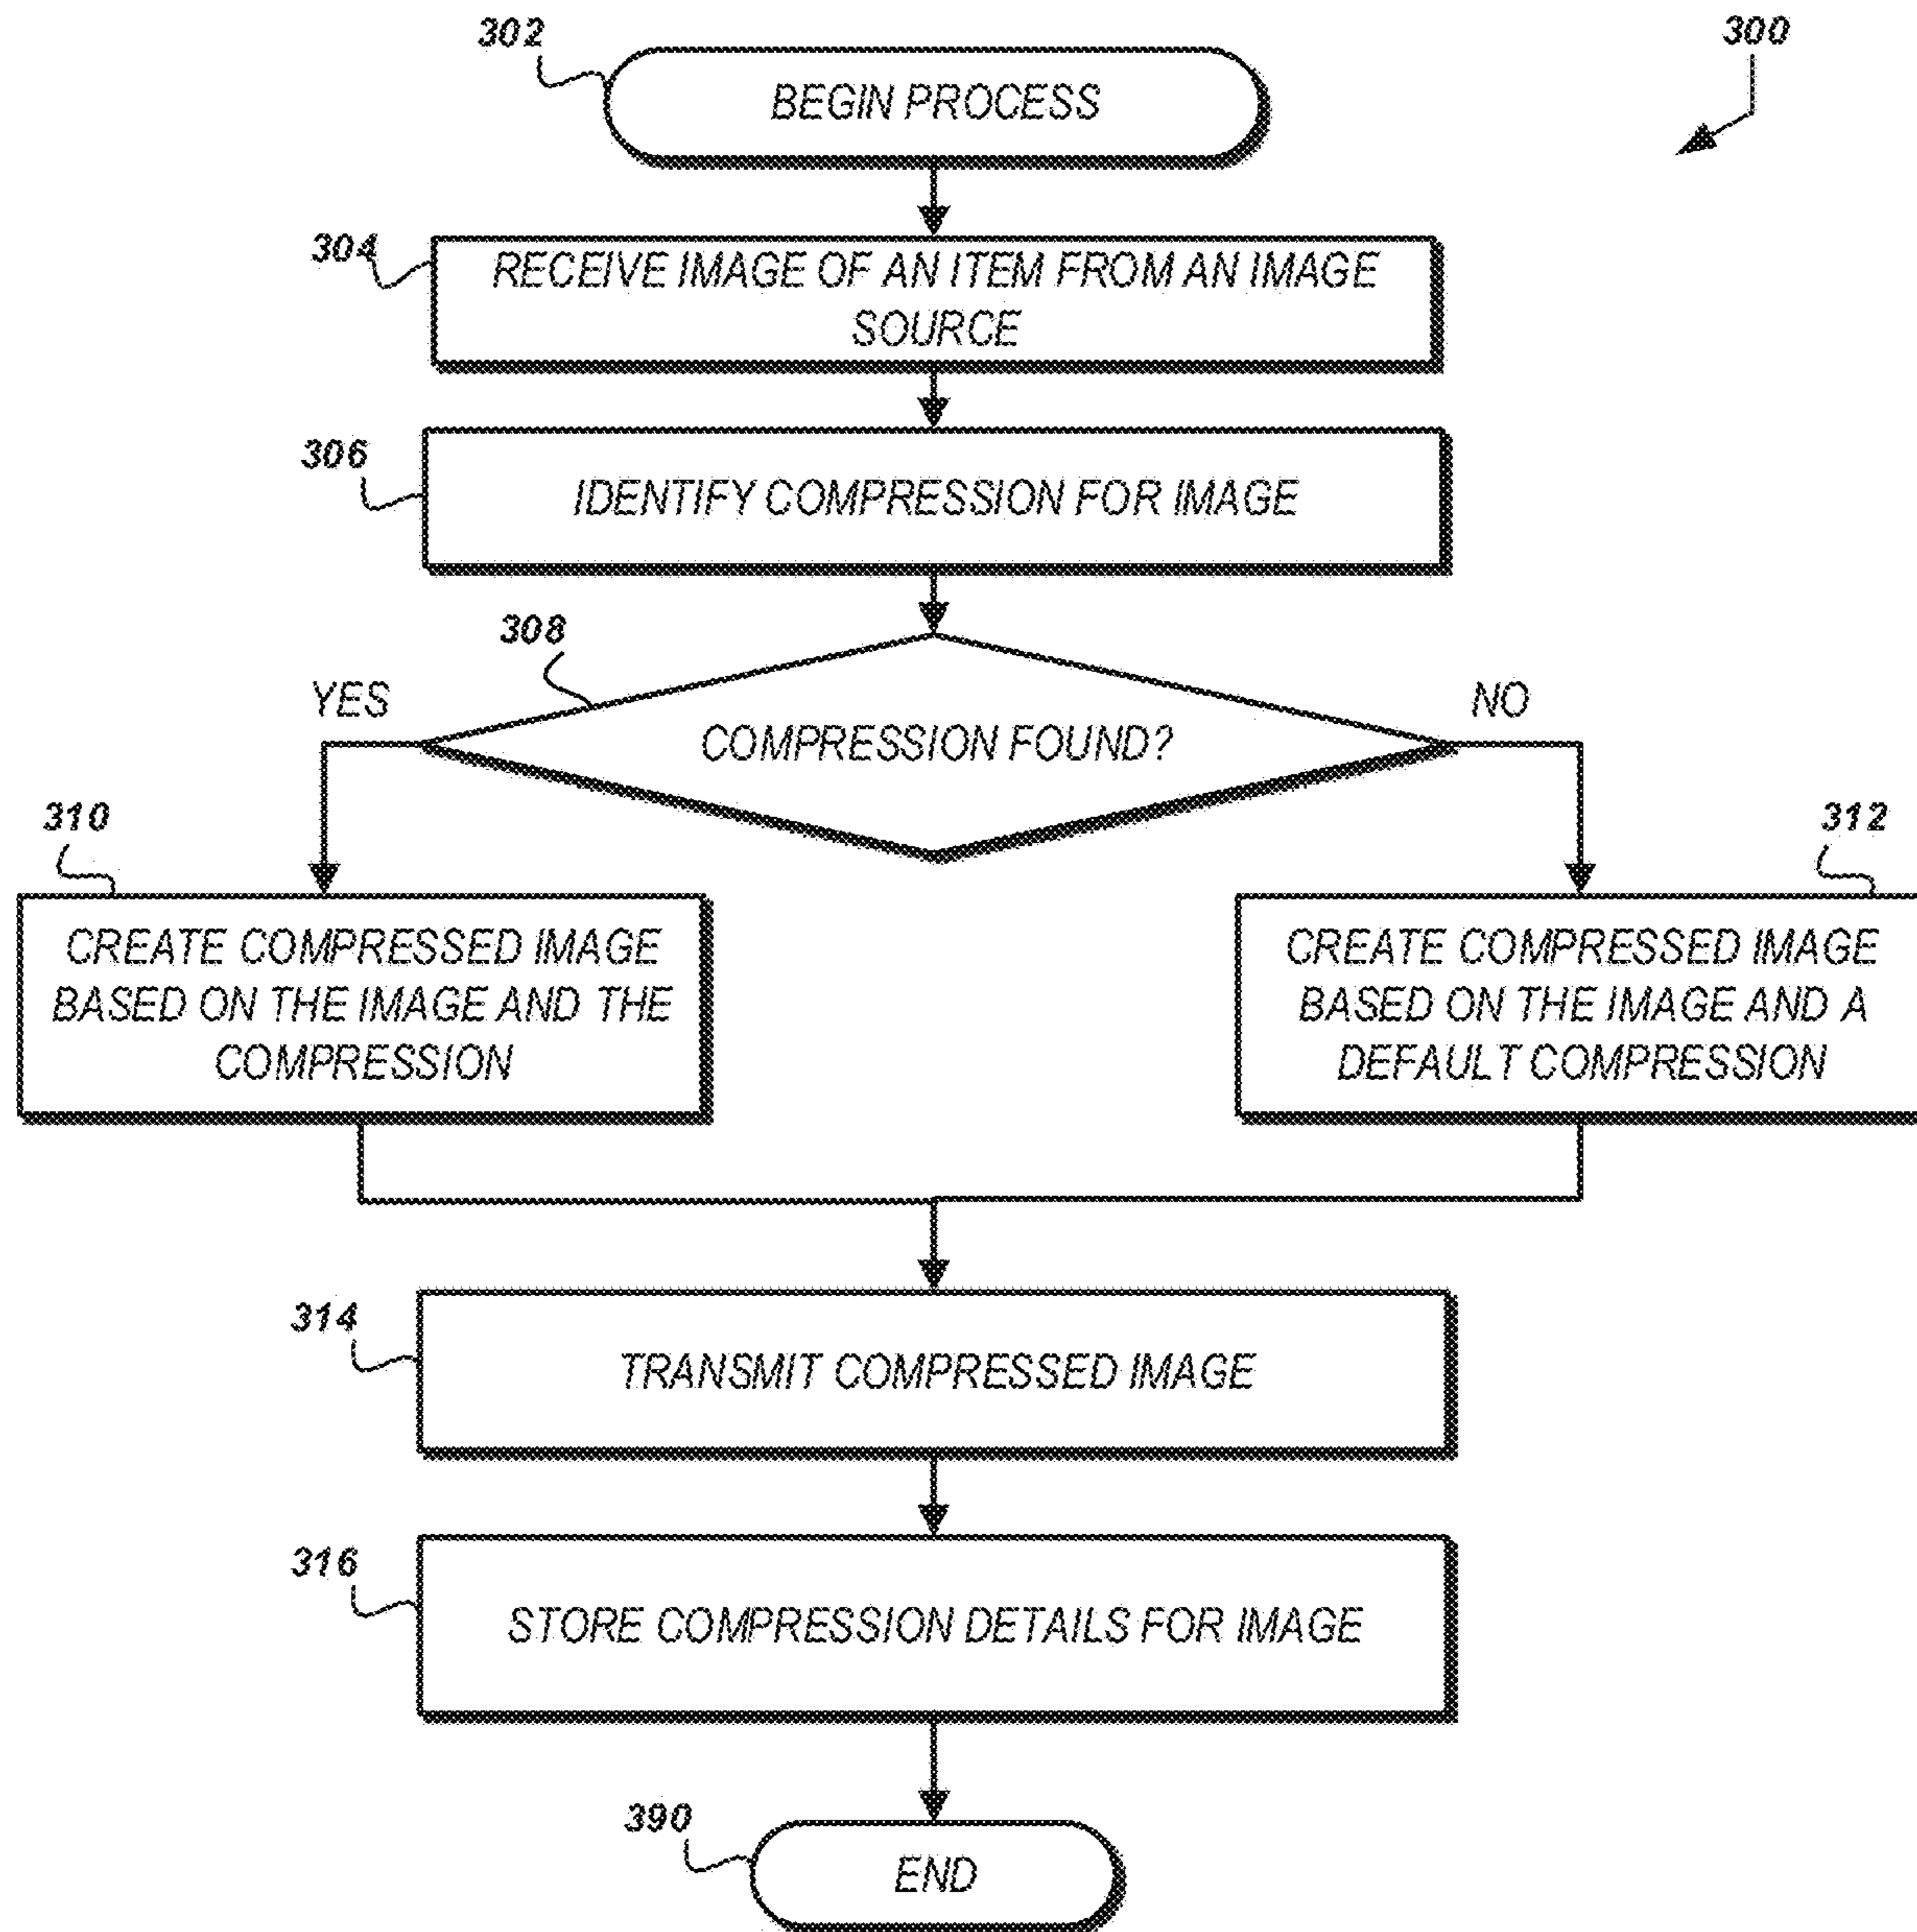 302
300
BEGIN PROCESS
304
RECEIVE IMAGE OF AN ITEM FROM AN IMAGE
SOURCE
306
IDENTIFY COMPRESSION FOR IMAGE
308
YES
NO
COMPRESSION FOUND?
310
312
CREATE COMPRESSED IMAGE
BASED ON THE IMAGE AND THE
COMPRESSION
CREATE COMPRESSED IMAGE
BASED ON THE IMAGE AND A
DEFAULT COMPRESSION
314
TRANSMIT COMPRESSED IMAGE
316
STORE COMPRESSION DETAILS FOR IMAGE
390
END